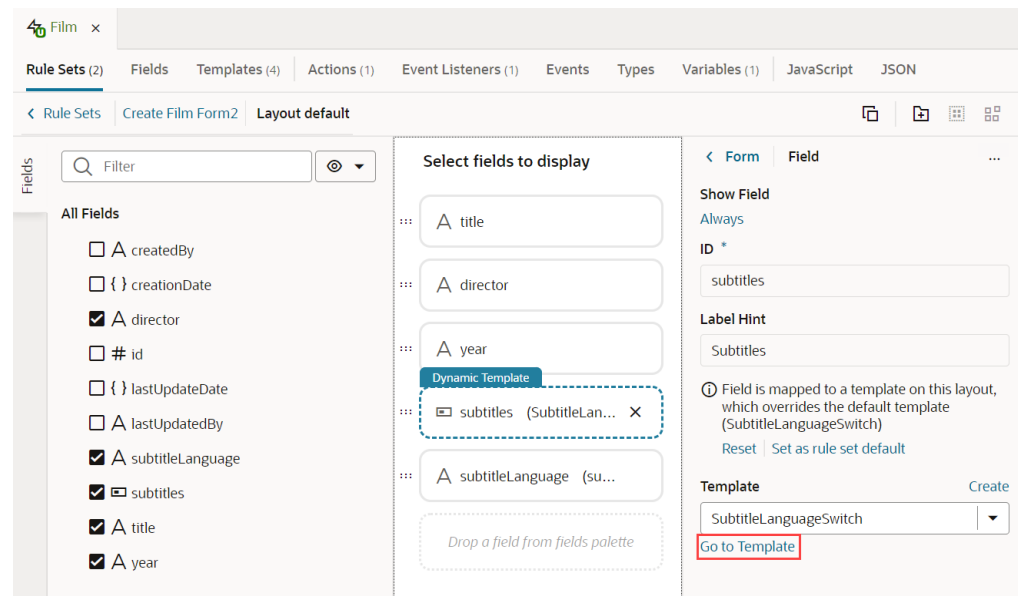 Film ×
Rule Sets (2) Fields Templates (4) Actions (1) Event Listeners (1) Events Types Variables (1) JavaScript JSON
Rule Sets Create Film Form2 Layout default
Fields
Filter
All Fields
A createdBy
{ } creationDate
A director
# id
{ } lastUpdateDate
A lastUpdatedBy
A subtitleLanguage
subtitles
A title
A year
Select fields to display
A title
A director
A year
Dynamic Template
subtitles (SubtitleLan... ×
A subtitleLanguage (su...
Drop a field from fields palette
Form Field ...
Show Field
Always
ID *
subtitles
Label Hint
Subtitles
Field is mapped to a template on this layout,
which overrides the default template
(SubtitleLanguageSwitch)
Reset Set as rule set default
Template Create
SubtitleLanguageSwitch
Go to Template